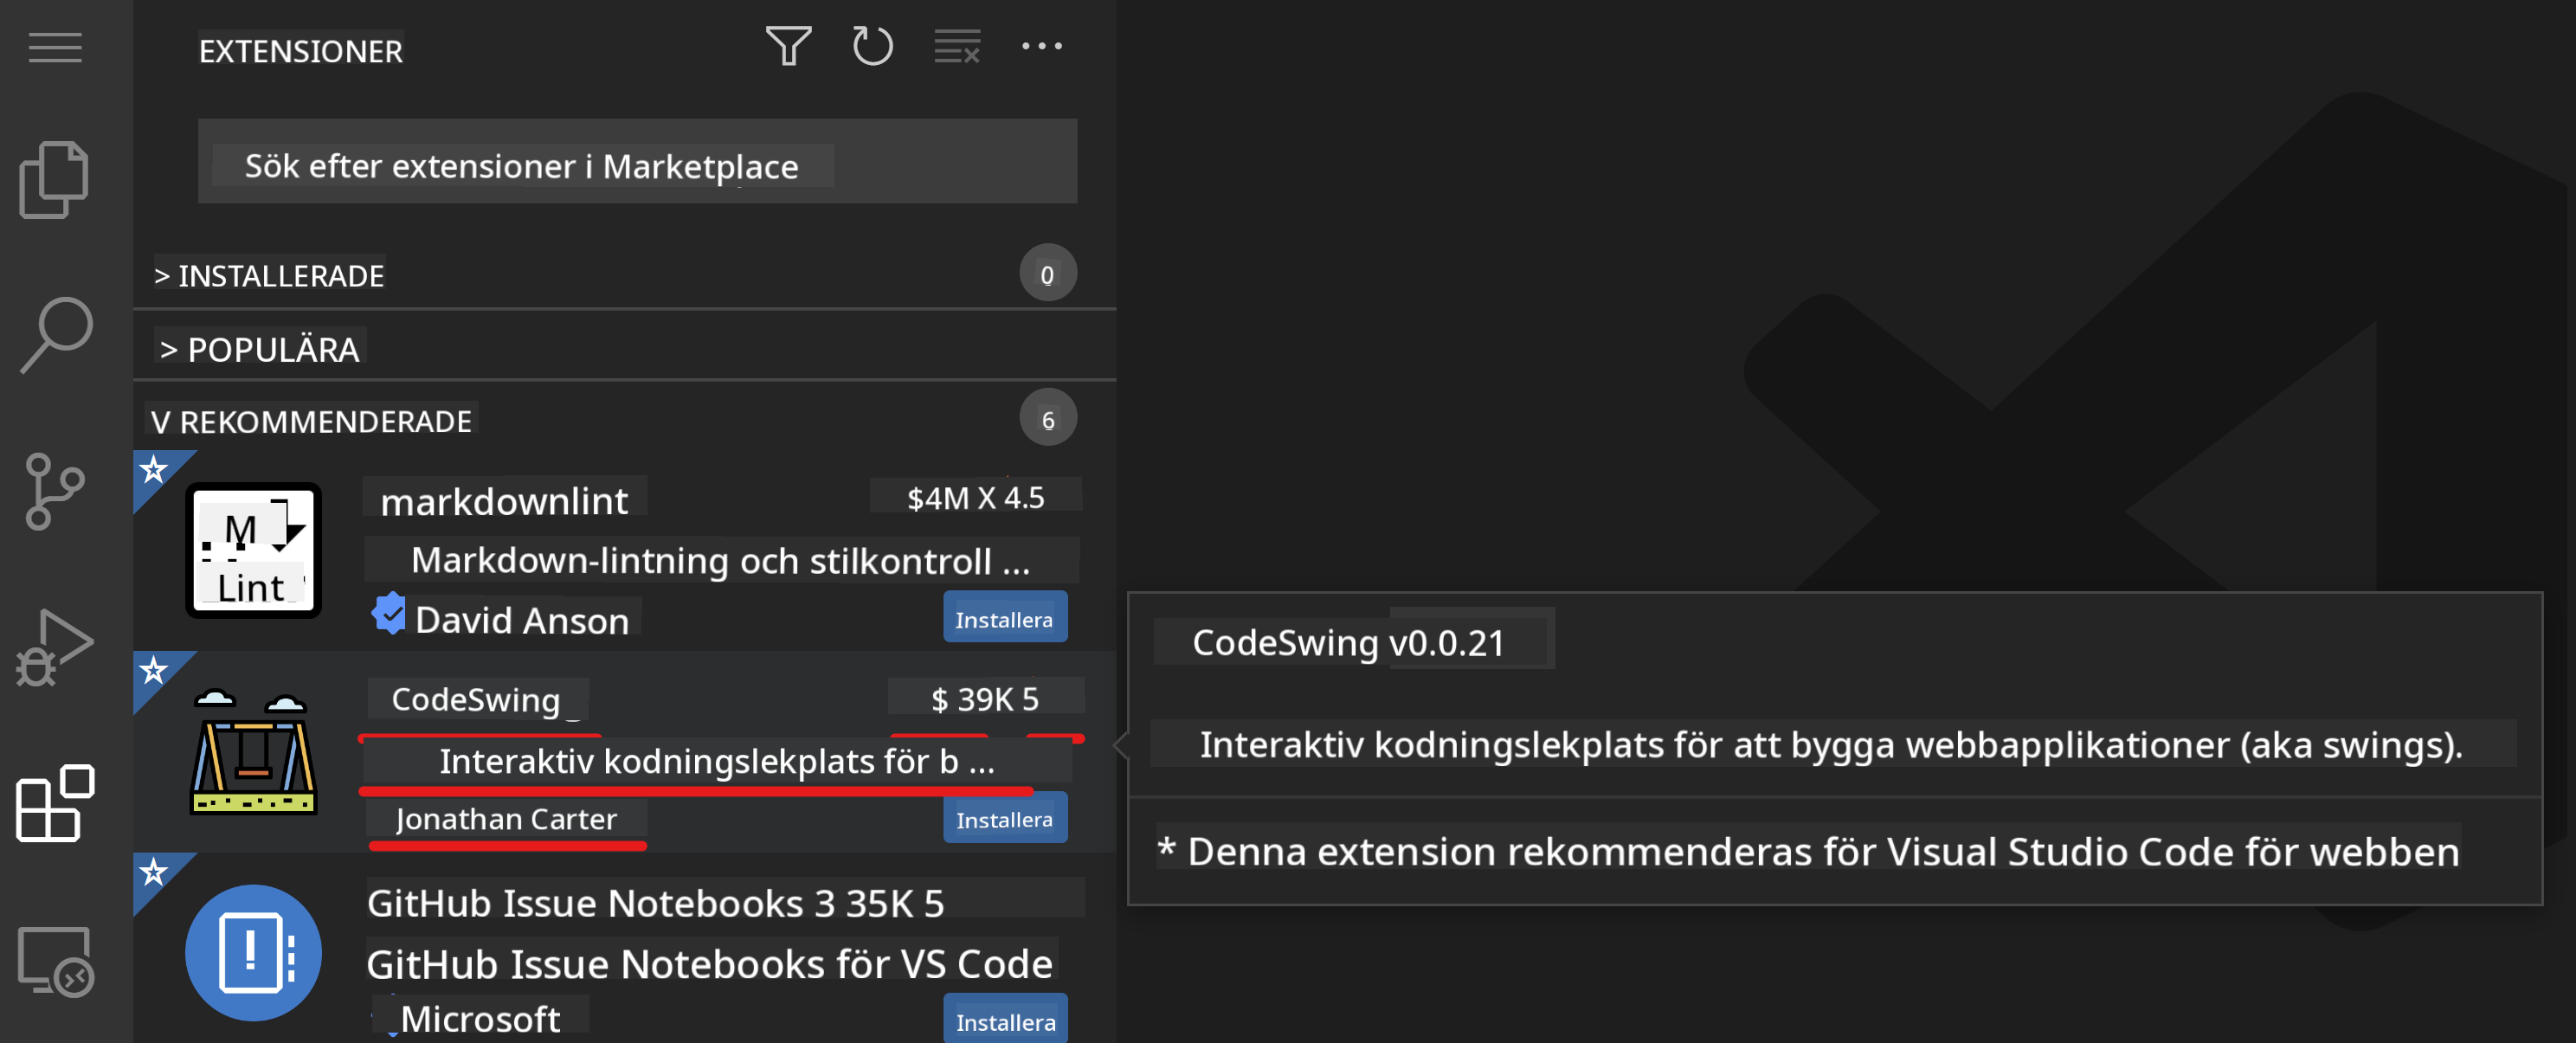 EXTENSIONER
Sök efter extensioner i Marketplace
> INSTALLERADE 0
> POPULÄRA
V REKOMMENDERADE 6
M
Lint
markdownlint $4M X 4.5
Markdown-lintning och stilkontroll ...
David Anson Installera
CodeSwing $ 39K 5
Interaktiv kodningslekplats för b ...
Jonathan Carter Installera
GitHub Issue Notebooks 3 35K 5
GitHub Issue Notebooks för VS Code
Microsoft Installera
CodeSwing v0.0.21
Interaktiv kodningslekplats för att bygga webbapplikationer (aka swings).
* Denna extension rekommenderas för Visual Studio Code för webben